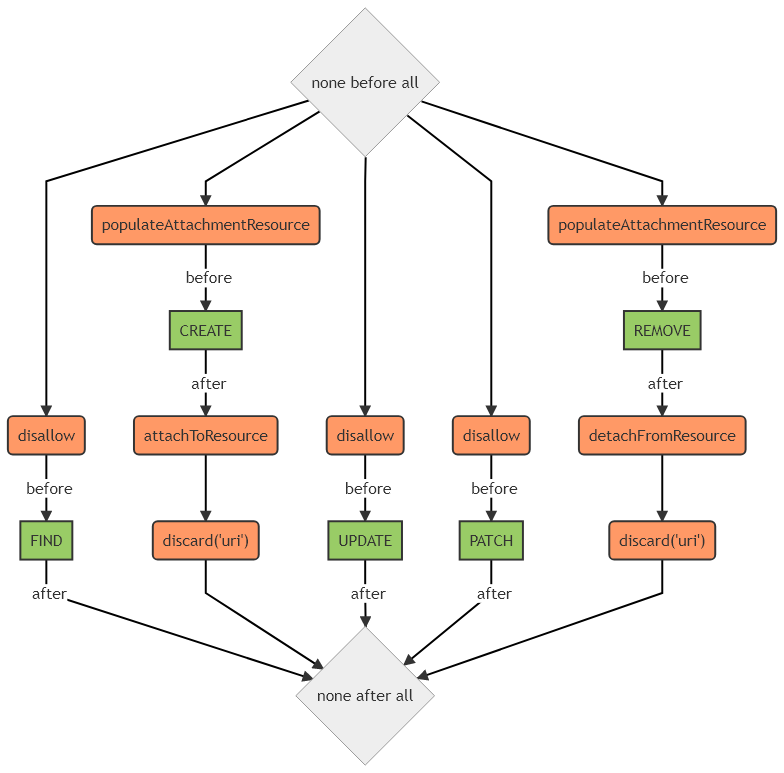 none before all
populateAttachmentResource
populateAttachmentResource
before
before
CREATE
REMOVE
after
after
disallow
attachToResource
disallow
disallow
detachFromResource
before
before
before
FIND
discard('uri')
UPDATE
PATCH
discard('uri')
after
after
after
none after all